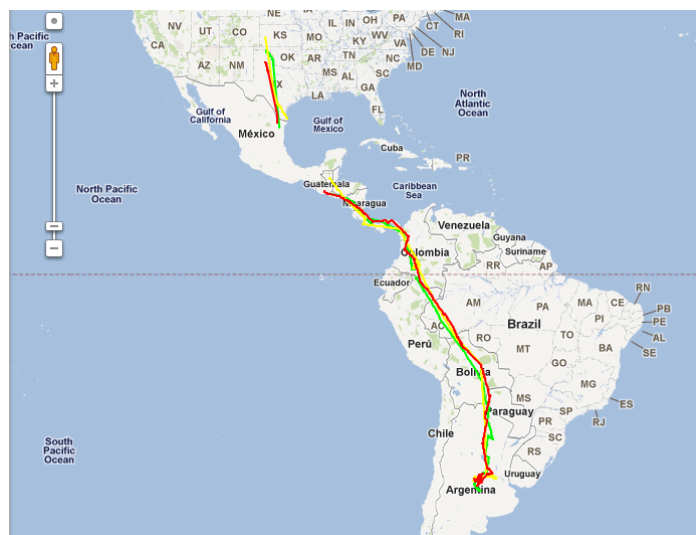 NE
NV
UT
CO
KS
MO
IL
IN
OH
PA
CT
MA
RI
h Pacific
cean
CA
AZ
NM
OK
AR
TN
KY
WV
VA
DE
NJ
MD
MS
AL
SC
NC
GA
LA
X
FL
North
Atlantic
Ocean
Gulf of
California
Gulf of
Mexico
México
Cuba
PR
North Pacific
Ocean
Guatemala
Caribbean
Sea
Nicaragua
Venezuela
Guyana
Suriname
Colombia
RR
AP
Ecuador
AM
PA
MA
CE
RN
PB
PE
AL
SE
PI
AC
RO
Brazil
TO
BA
Perú
MT
GO
Bolivia
MG
ES
MS
SP
RJ
Paraguay
PR
SC
RS
Chile
South
Pacific
Ocean
Uruguay
Argentina